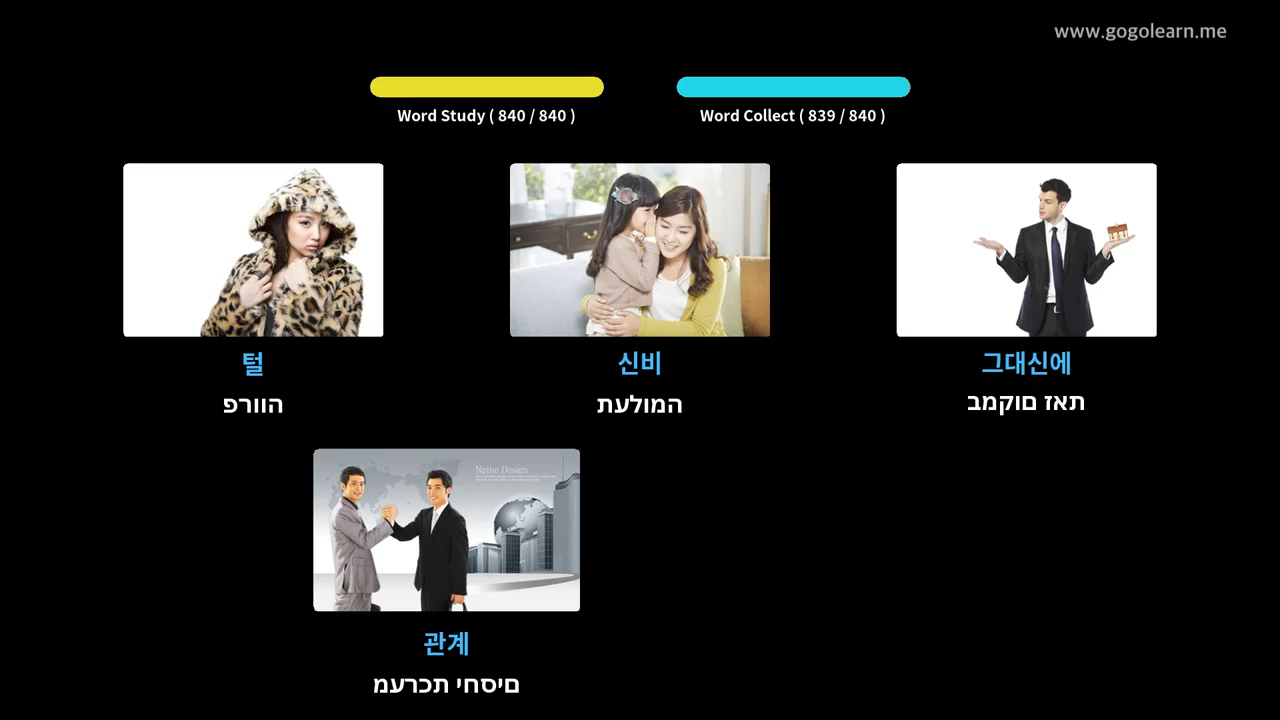 www.gogolearn.me
Word Study ( 840 / 840 )
Word Collect ( 839 / 840 )
털
פרווה
신비
תעלומה
그대신에
במקום זאת
Npine Design
관계
מערכת יחסים